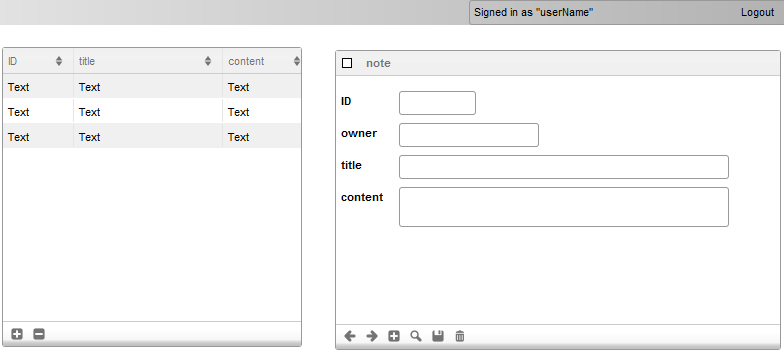 Signed in as "userName" Logout
ID title content
Text Text Text
Text Text Text
Text Text Text
note
ID
owner
title
content